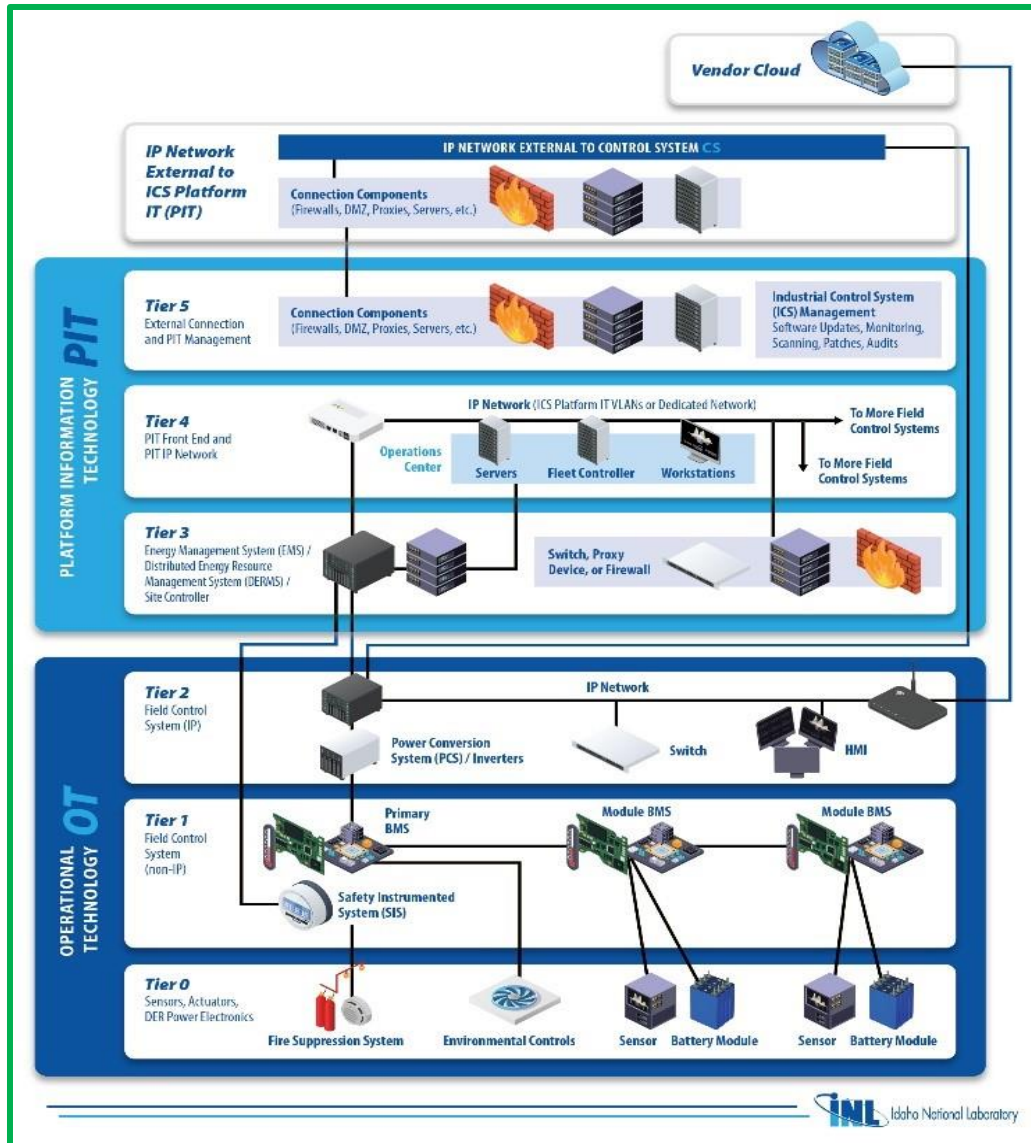 Vendor Cloud
IP Network
External to
ICS Platform
IT (PIT)
IP NETWORK EXTERNAL TO CONTROL SYSTEM CS
Connection Components
(Firewalls, DMZ, Proxies, Servers, etc.)
PLATFORM INFORMATION
TECHNOLOGY PIT
Tier 5
External Connection
and PIT Management
Connection Components
(Firewalls, DMZ, Proxies, Servers, etc.)
Industrial Control System
(ICS) Management
Software Updates, Monitoring,
Scanning, Patches, Audits
Tier 4
PIT Front End and
PIT IP Network
IP Network (ICS Platform IT VLANs or Dedicated Network)
Operations
Center
Servers
Fleet Controller
Workstations
To More Field
Control Systems
To More Field
Control Systems
Tier 3
Energy Management System (EMS) /
Distributed Energy Resource
Management System (DERMS) /
Site Controller
Switch, Proxy
Device, or Firewall
OPERATIONAL
TECHNOLOGY OT
Tier 2
Field Control
System (IP)
IP Network
Power Conversion
System (PCS) / Inverters
Switch
HMI
Tier 1
Field Control
System
(non-IP)
Primary
BMS
Module BMS
Module BMS
Safety Instrumented
System (SIS)
Tier 0
Sensors, Actuators,
DER Power Electronics
Fire Suppression System
Environmental Controls
Sensor
Battery Module
Sensor
Battery Module
INL Idaho National Laboratory